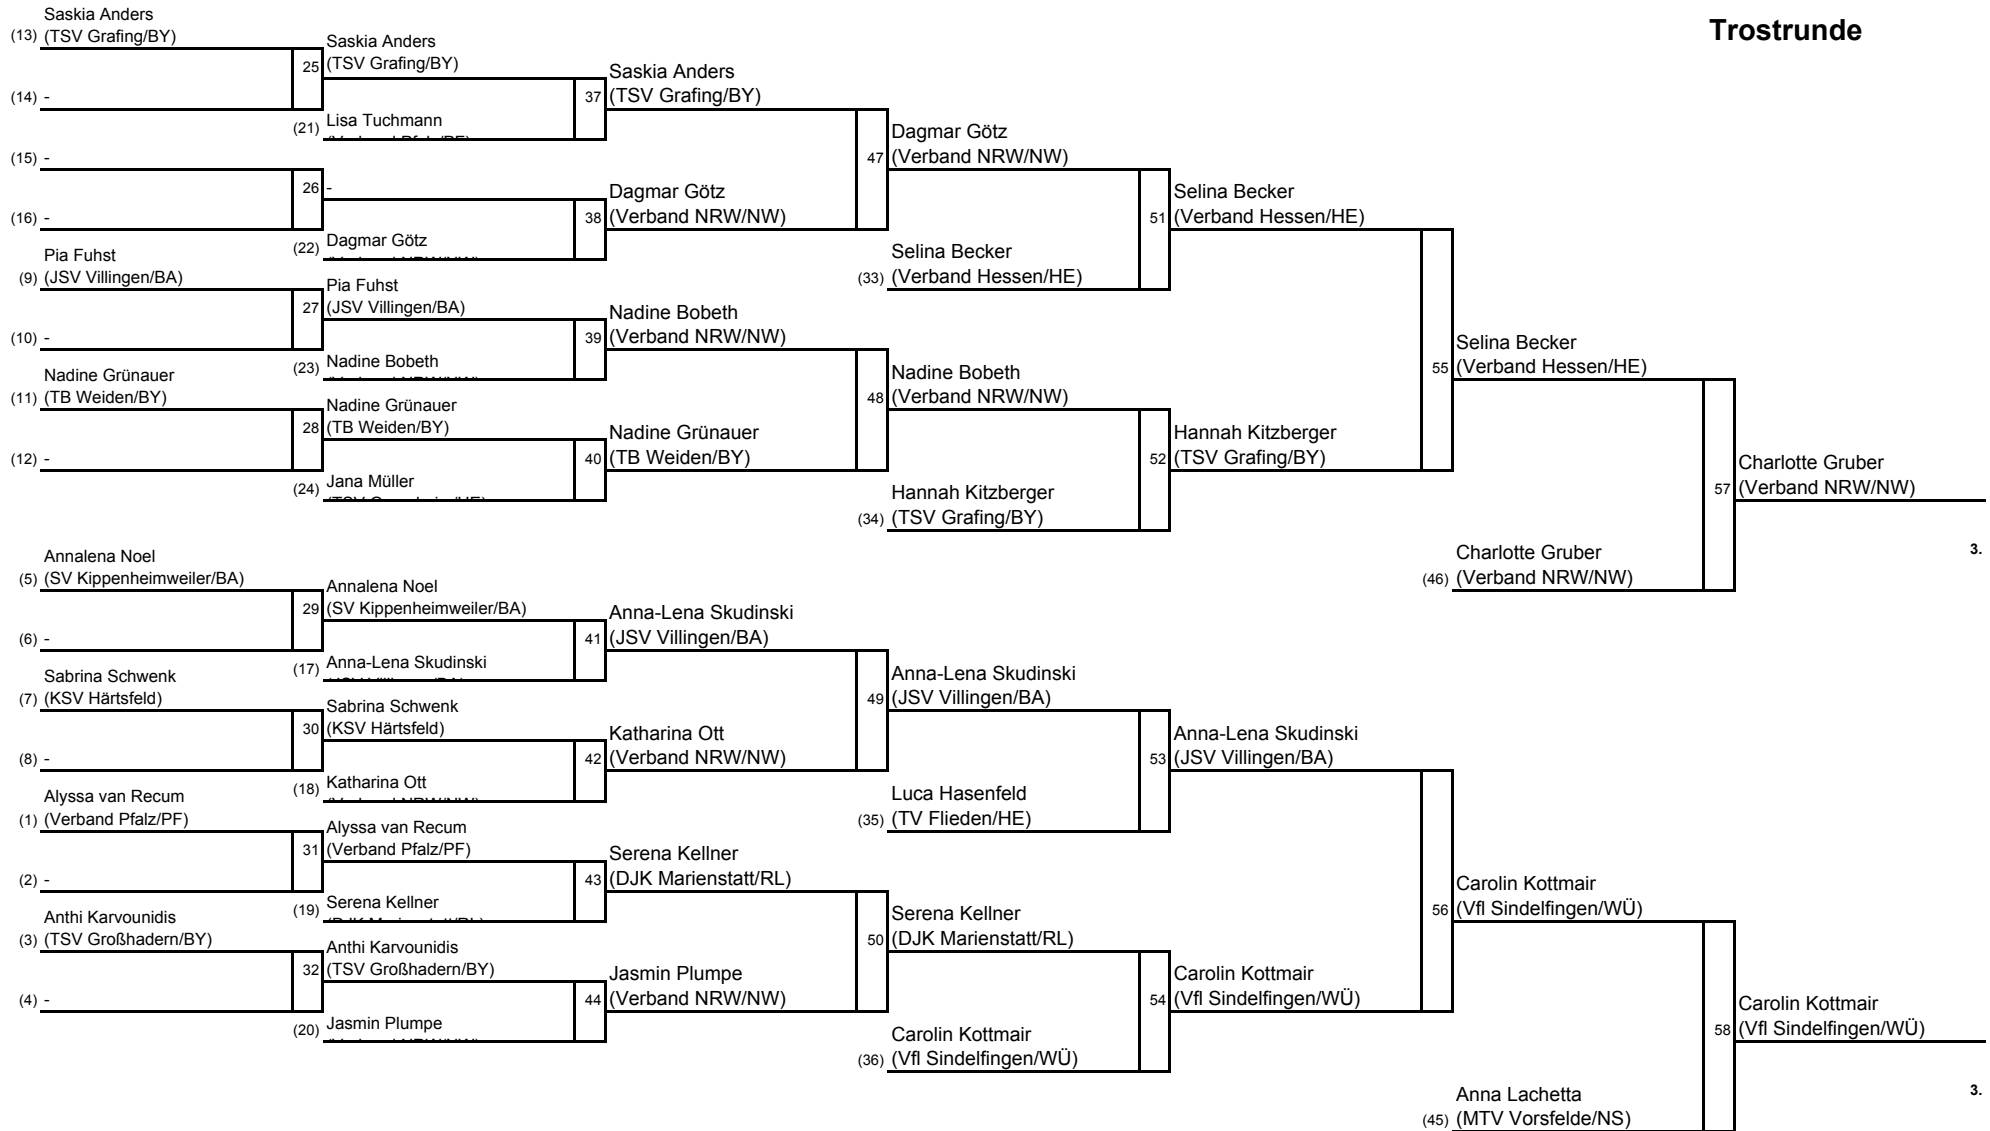 Trostrunde
Saskia Anders
(13) (TSV Grafing/BY)
(14) -
(15) -
(16) -
Pia Fuhst
(9) (JSV Villingen/BA)
(10) -
Nadine Grünauer
(11) (TB Weiden/BY)
(12) -
Annalena Noel
(5) (SV Kippenheimweiler/BA)
(6) -
Sabrina Schwenk
(7) (KSV Härtsfeld)
(8) -
Alyssa van Recum
(1) (Verband Pfalz/PF)
(2) -
Anthi Karvounidis
(3) (TSV Großhadern/BY)
(4) -
Saskia Anders
25 (TSV Grafing/BY)
(21) Lisa Tuchmann
26 -
(22) Dagmar Götz
Pia Fuhst
27 (JSV Villingen/BA)
(23) Nadine Bobeth
Nadine Grünauer
28 (TB Weiden/BY)
(24) Jana Müller
Annalena Noel
29 (SV Kippenheimweiler/BA)
(17) Anna-Lena Skudinski
Sabrina Schwenk
30 (KSV Härtsfeld)
(18) Katharina Ott
Alyssa van Recum
31 (Verband Pfalz/PF)
(19) Serena Kellner
Anthi Karvounidis
32 (TSV Großhadern/BY)
(20) Jasmin Plumpe
Saskia Anders
37 (TSV Grafing/BY)
Dagmar Götz
38 (Verband NRW/NW)
Nadine Bobeth
39 (Verband NRW/NW)
Nadine Grünauer
40 (TB Weiden/BY)
Anna-Lena Skudinski
41 (JSV Villingen/BA)
Katharina Ott
42 (Verband NRW/NW)
Serena Kellner
43 (DJK Marienstatt/RL)
Jasmin Plumpe
44 (Verband NRW/NW)
Dagmar Götz
47 (Verband NRW/NW)
Selina Becker
(33) (Verband Hessen/HE)
Nadine Bobeth
48 (Verband NRW/NW)
Hannah Kitzberger
(34) (TSV Grafing/BY)
Anna-Lena Skudinski
49 (JSV Villingen/BA)
Luca Hasenfeld
(35) (TV Flieden/HE)
Serena Kellner
50 (DJK Marienstatt/RL)
Carolin Kottmair
(36) (Vfl Sindelfingen/WÜ)
Selina Becker
51 (Verband Hessen/HE)
Hannah Kitzberger
52 (TSV Grafing/BY)
Anna-Lena Skudinski
53 (JSV Villingen/BA)
Carolin Kottmair
54 (Vfl Sindelfingen/WÜ)
Selina Becker
55 (Verband Hessen/HE)
Charlotte Gruber
(46) (Verband NRW/NW)
Carolin Kottmair
56 (Vfl Sindelfingen/WÜ)
Anna Lachetta
(45) (MTV Vorsfelde/NS)
Charlotte Gruber
57 (Verband NRW/NW)
3.
Carolin Kottmair
58 (Vfl Sindelfingen/WÜ)
3.